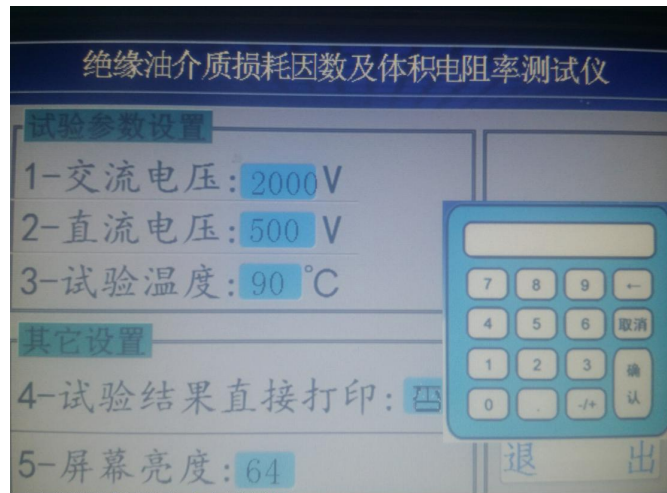 绝缘油介质损耗因数及体积电阻率测试仪
试验参数设置
1-交流电压:2000V
2-直流电压:500 V
3-试验温度:90 °C
7 8 9 ←
4 5 6 取消
1 2 3 确认
0 . -/+
其它设置
4-试验结果直接打印:
5-屏幕亮度:64
退 出